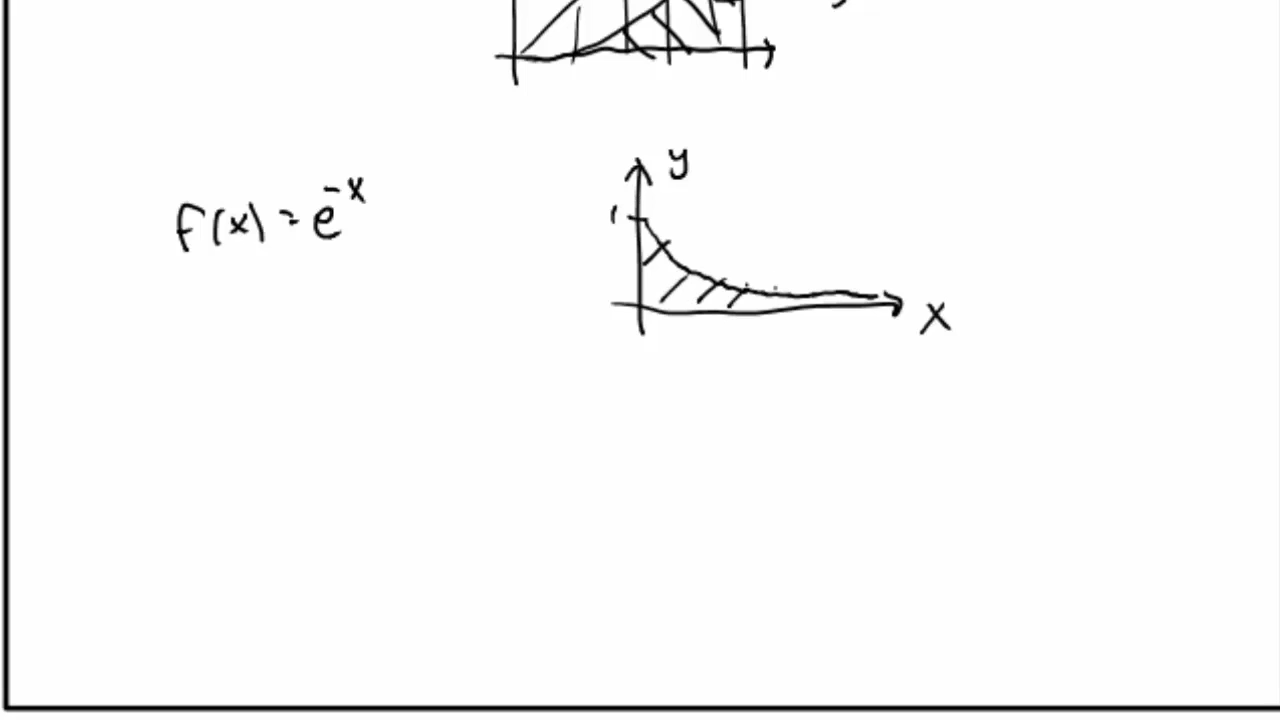 y
1
f(x) = e^-x
x